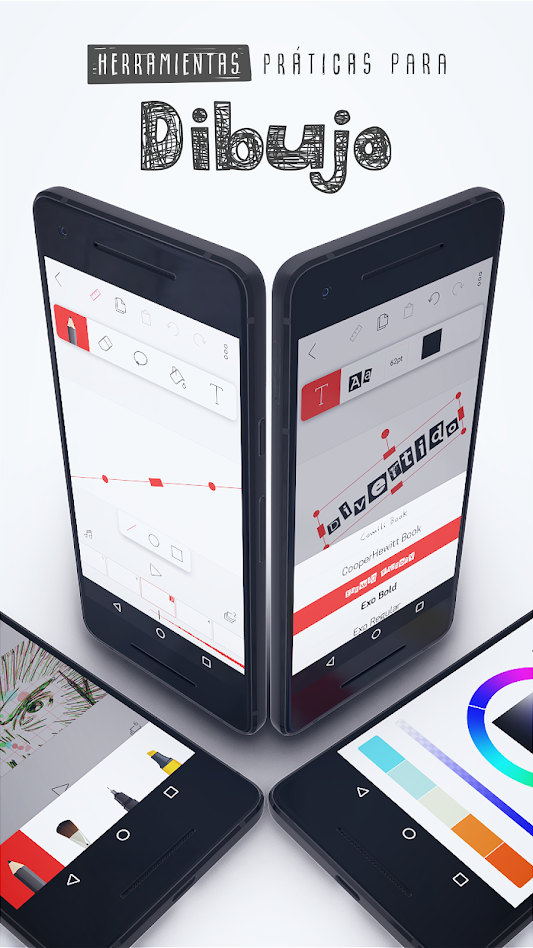 HERRAMIENTAS PRÁTICAS PARA
Dibujo
T
T Aa 62pt
Divertido
Comili Book
CooperHewitt Book
Exo Bold
Exo Regular